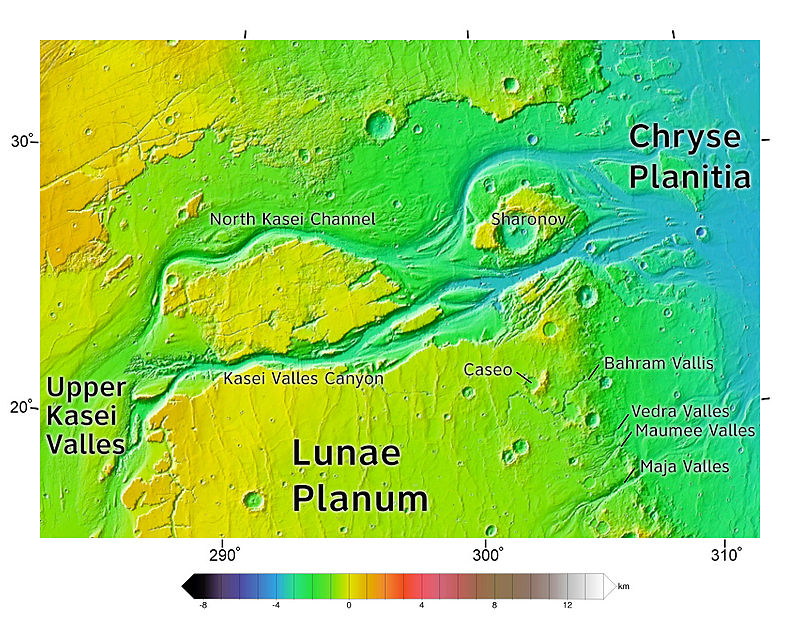 30°
Chryse
Planitia
North Kasei Channel
Sharonov
Upper
Kasei
Valles
20°
Kasei Valles Canyon
Caseo
Bahram Vallis
Vedra Valles
Maumee Valles
Maja Valles
Lunae
Planum
290° 300° 310°
-8 -4 0 4 8 12 km